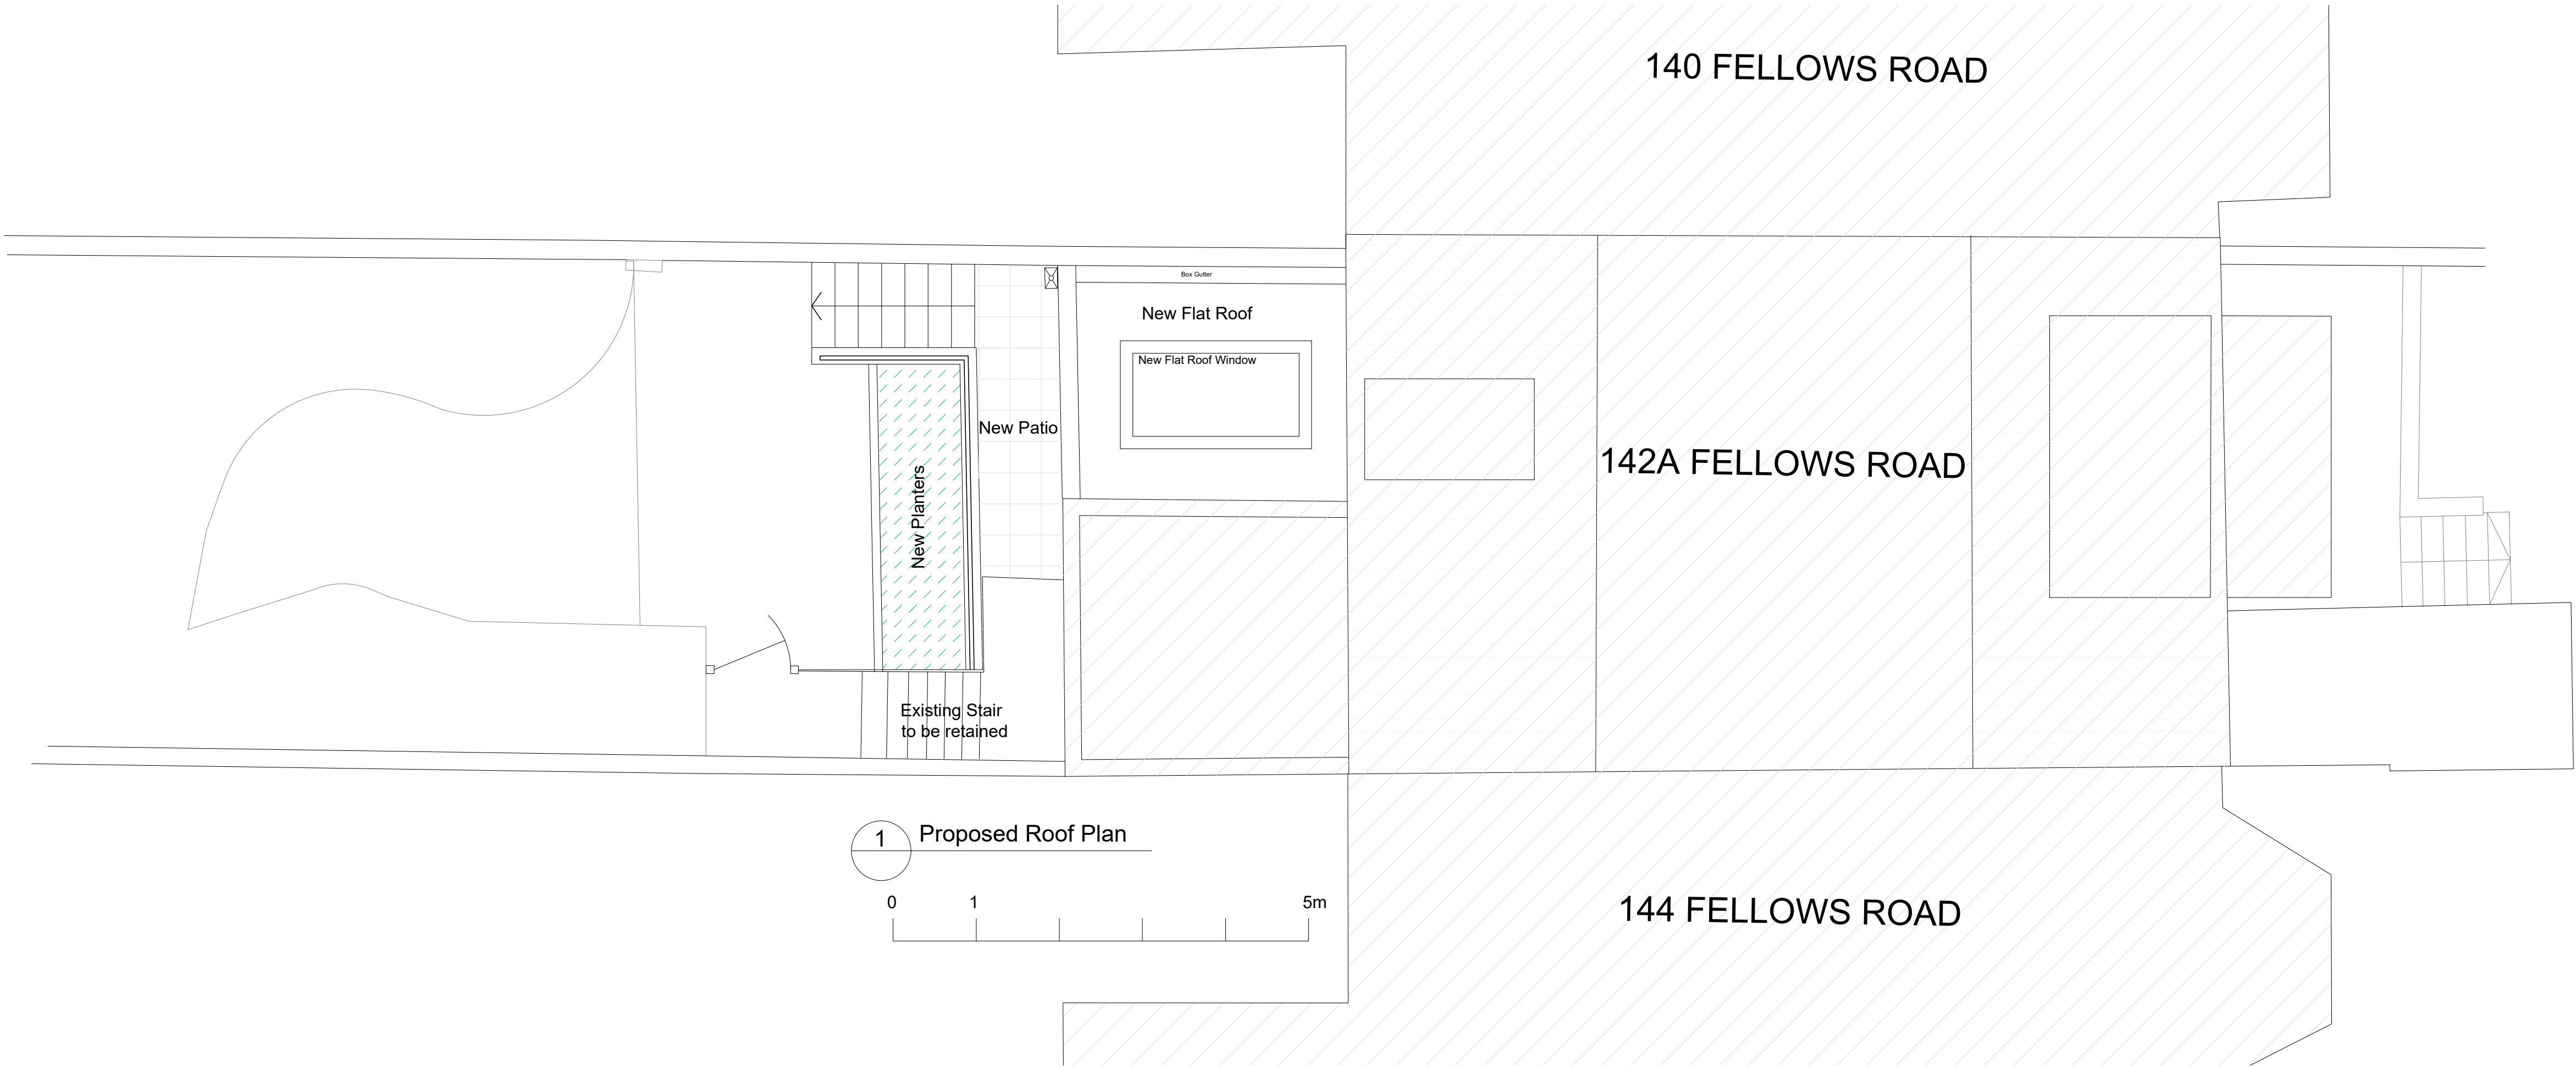 140 FELLOWS ROAD
Box Gutter
New Flat Roof
New Flat Roof Window
New Patio
142A FELLOWS ROAD
New Planters
Existing Stair
to be retained
1
Proposed Roof Plan
0 1 5m
144 FELLOWS ROAD